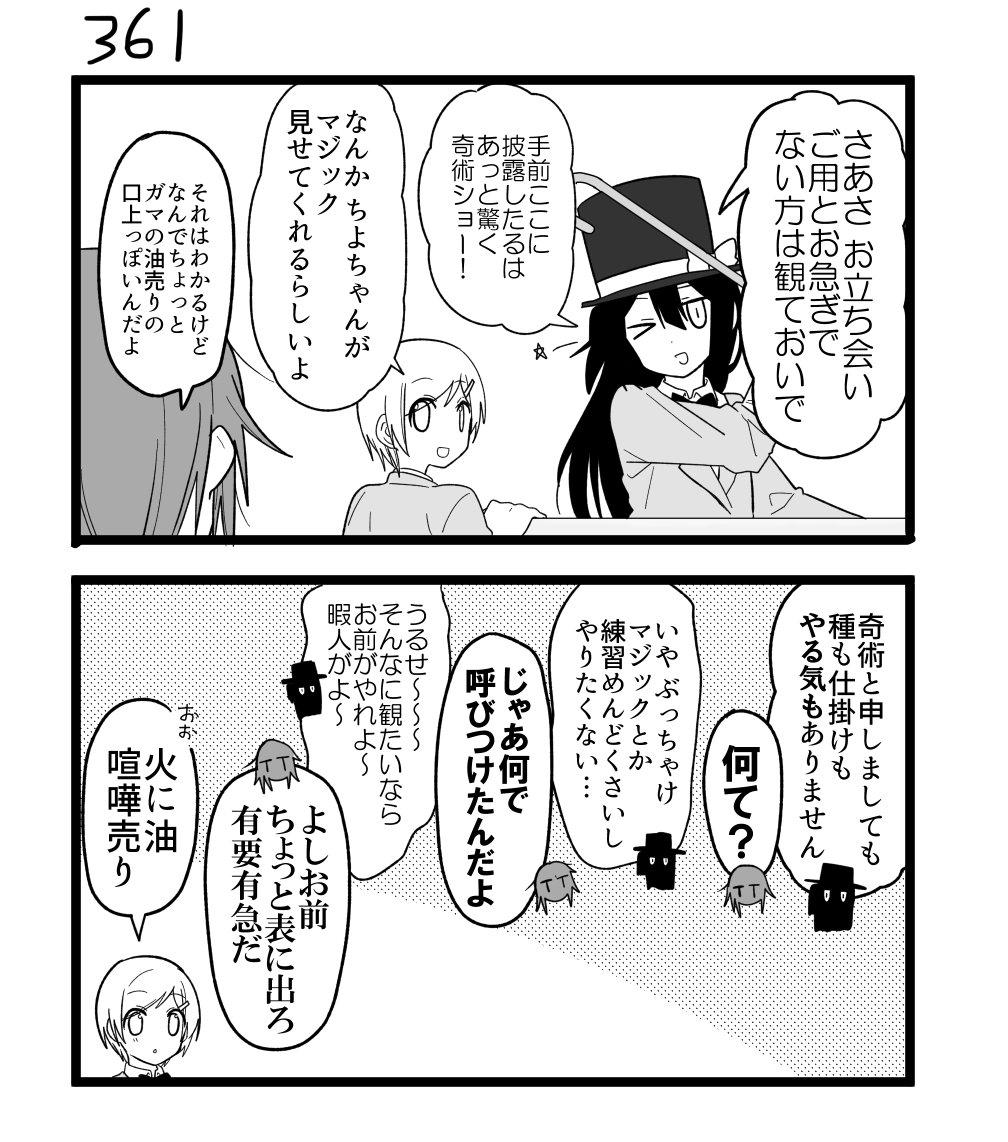 361
さあさ お立ち会い
ご用とお急ぎで
ない方は観ておいで
手前ここに
披露したるは
あっと驚く
奇術ショー！
なんか ちよちゃんが
マジック
見せてくれるらしいよ
それはわかるけど
なんでちょっと
ガマの油売りの
口上っぽいんだよ
奇術と申しましても
種も仕掛けも
やる気もありません
何て？
いや ぶっちゃけ
マジックとか
練習めんどくさいし
やりたくない…
じゃあ何で
呼びつけたんだよ
うるせ～～～
そんなに観たいなら
お前がやれよ～
暇人がよ～
よしお前
ちょっと表に出ろ
有要有急だ
おぉ
火に油
喧嘩売り